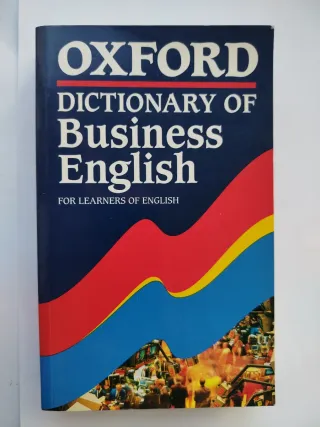 OXFORD
DICTIONARY OF
Business
English
FOR LEARNERS OF ENGLISH